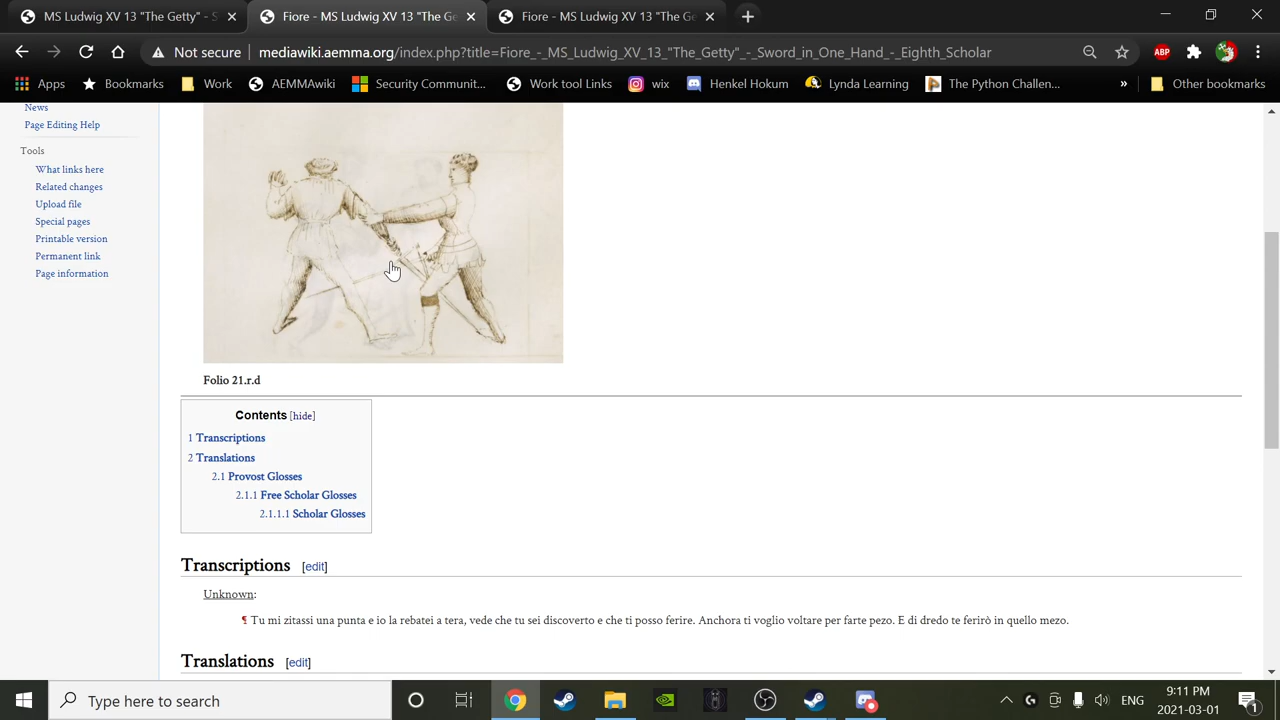 MS Ludwig XV 13 "The Getty" - S
Fiore - MS Ludwig XV 13 "The Ge
Fiore - MS Ludwig XV 13 "The Ge
Not secure
mediawiki.aemma.org/index.php?title=Fiore_-_MS_Ludwig_XV_13_"The_Getty"_-_Sword_in_One_Hand_-_Eighth_Scholar
ABP
Apps
Bookmarks
Work
AEMMAwiki
Security Communit...
Work tool Links
wix
Henkel Hokum
Lynda Learning
The Python Challen...
»
Other bookmarks
News
Page Editing Help
Tools
What links here
Related changes
Upload file
Special pages
Printable version
Permanent link
Page information
Folio 21.r.d
Contents [hide]
1 Transcriptions
2 Translations
2.1 Provost Glosses
2.1.1 Free Scholar Glosses
2.1.1.1 Scholar Glosses
Transcriptions [edit]
Unknown:
¶ Tu mi zitassi una punta e io la rebatei a tera, vede che tu sei discoverto e che ti posso ferire. Anchora ti voglio voltare per farte pezo. E di dredo te ferirò in quello mezo.
Translations [edit]
Type here to search
ENG
9:11 PM
2021-03-01
1